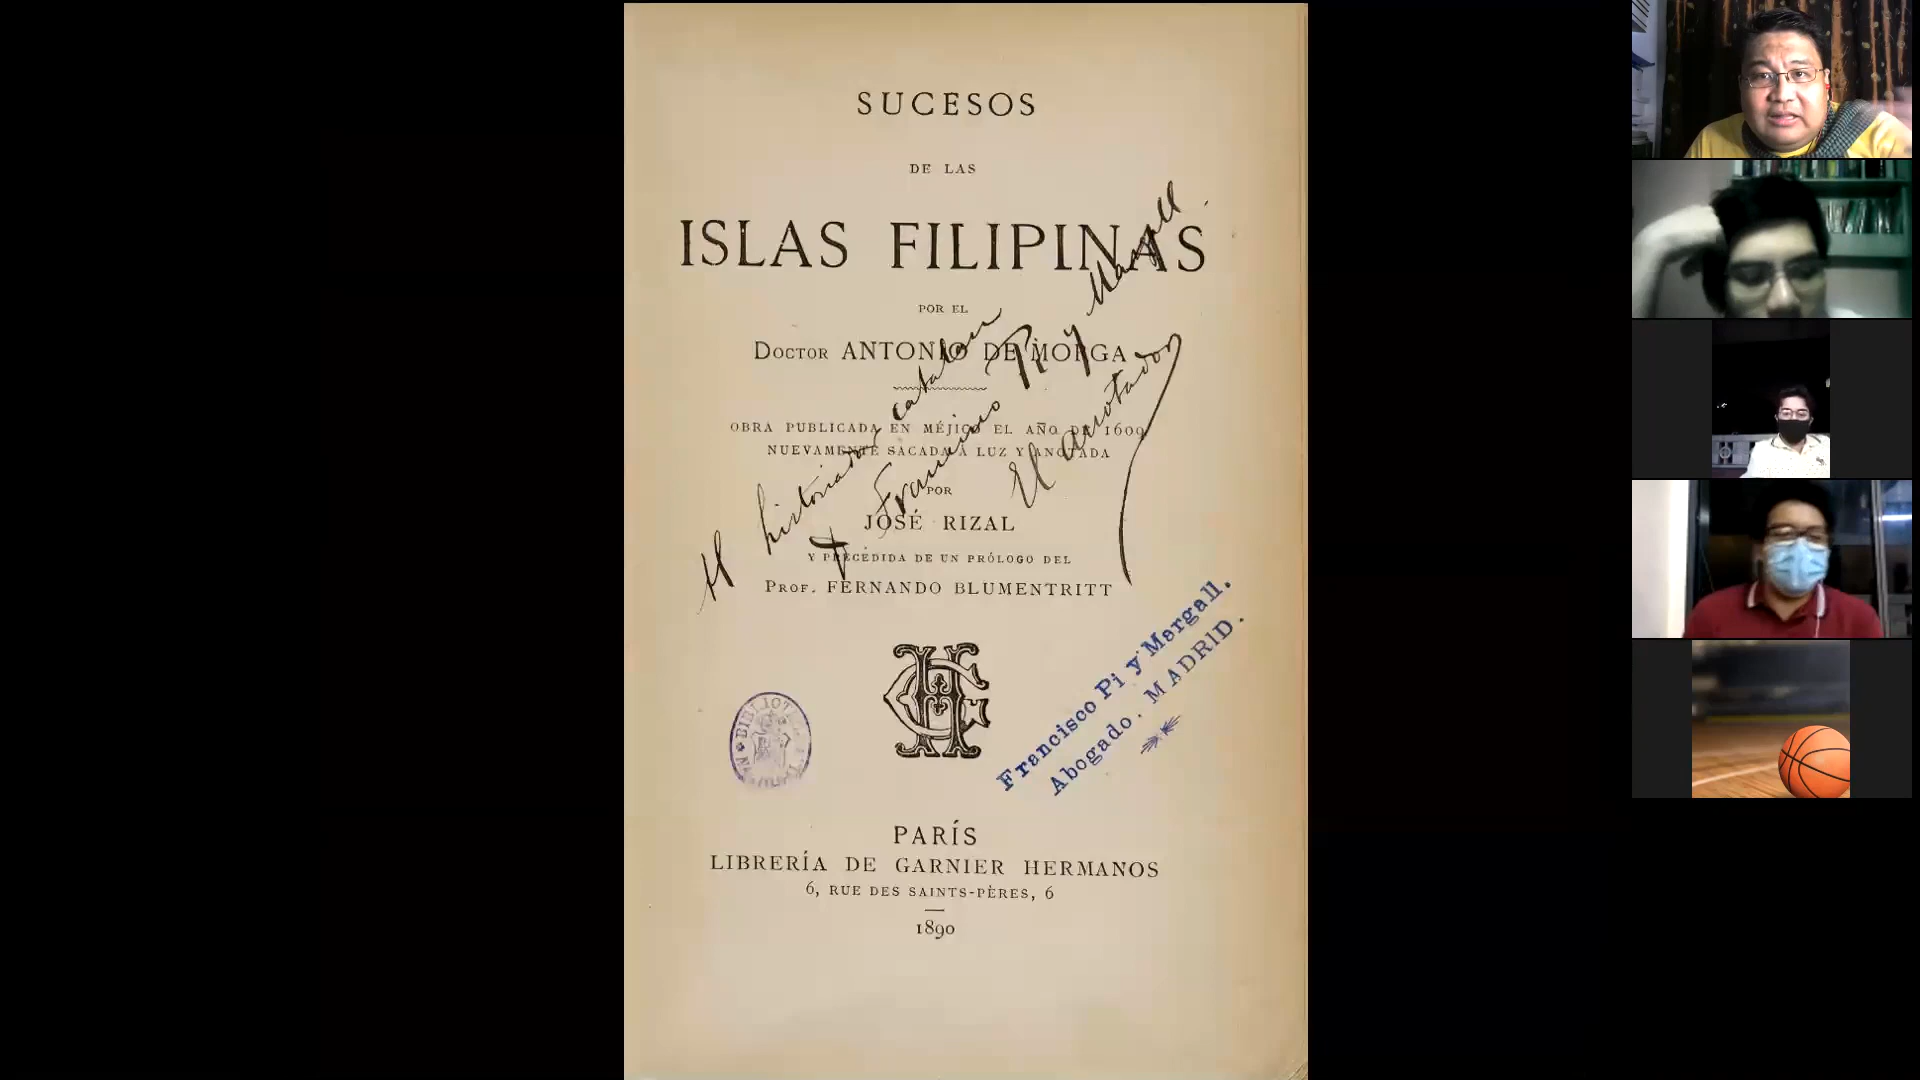 SUCESOS
DE LAS
ISLAS FILIPINAS
POR EL
DOCTOR ANTONIO DE MORGA
OBRA PUBLICADA EN MÉJICO EL AÑO DE 1609
NUEVAMENTE SACADA Á LUZ Y ANOTADA
POR
JOSÉ RIZAL
Y PRECEDIDA DE UN PRÓLOGO DEL
PROF. FERNANDO BLUMENTRITT
Al historiador catalan
Francisco Pi y Margall
El anotador
Francisco Pi y Margall.
Abogado. MADRID.
BIBLIOTECA
PARÍS
LIBRERÍA DE GARNIER HERMANOS
6, RUE DES SAINTS-PÈRES, 6
1890